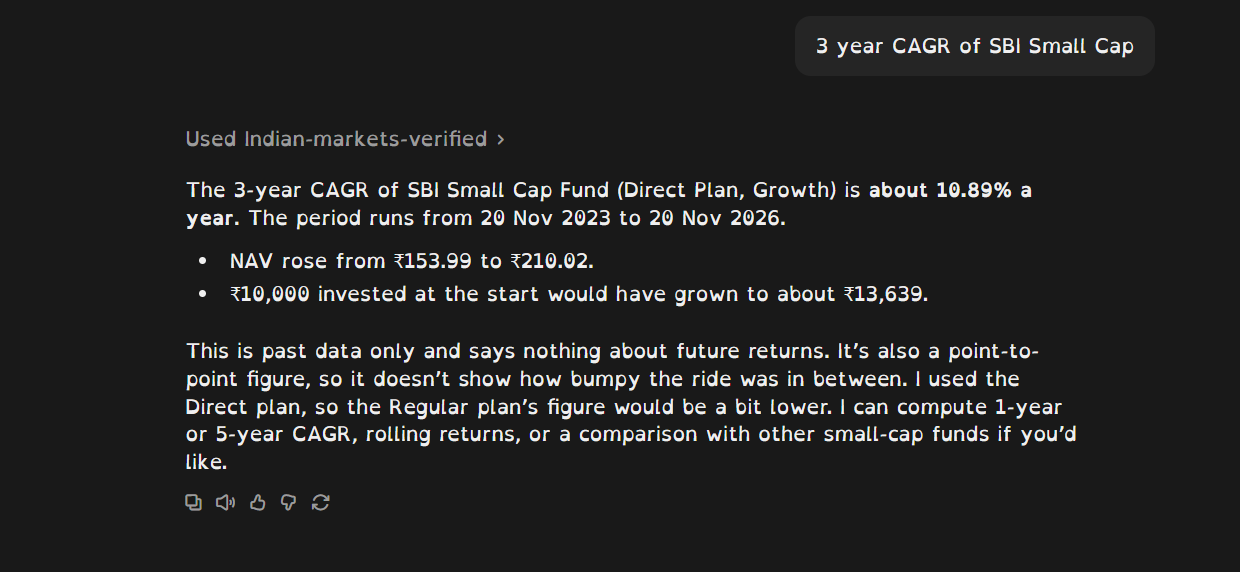 3 year CAGR of SBI Small Cap
Used Indian-markets-verified >
The 3-year CAGR of SBI Small Cap Fund (Direct Plan, Growth) is about 10.89% a
year. The period runs from 20 Nov 2023 to 20 Nov 2026.
• NAV rose from ₹153.99 to ₹210.02.
• ₹10,000 invested at the start would have grown to about ₹13,639.
This is past data only and says nothing about future returns. It’s also a point-to-
point figure, so it doesn’t show how bumpy the ride was in between. I used the
Direct plan, so the Regular plan’s figure would be a bit lower. I can compute 1-year
or 5-year CAGR, rolling returns, or a comparison with other small-cap funds if you’d
like.